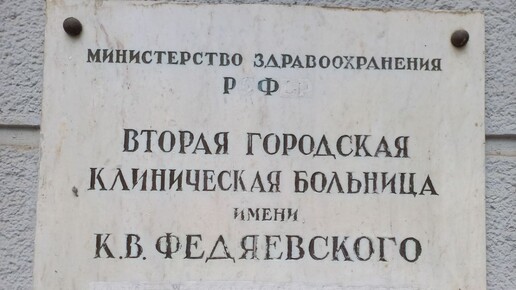 МИНИСТЕРСТВО ЗДРАВООХРАНЕНИЯ
Р Ф
ВТОРАЯ ГОРОДСКАЯ
КЛИНИЧЕСКАЯ БОЛЬНИЦА
ИМЕНИ
К.В. ФЕДЯЕВСКОГО